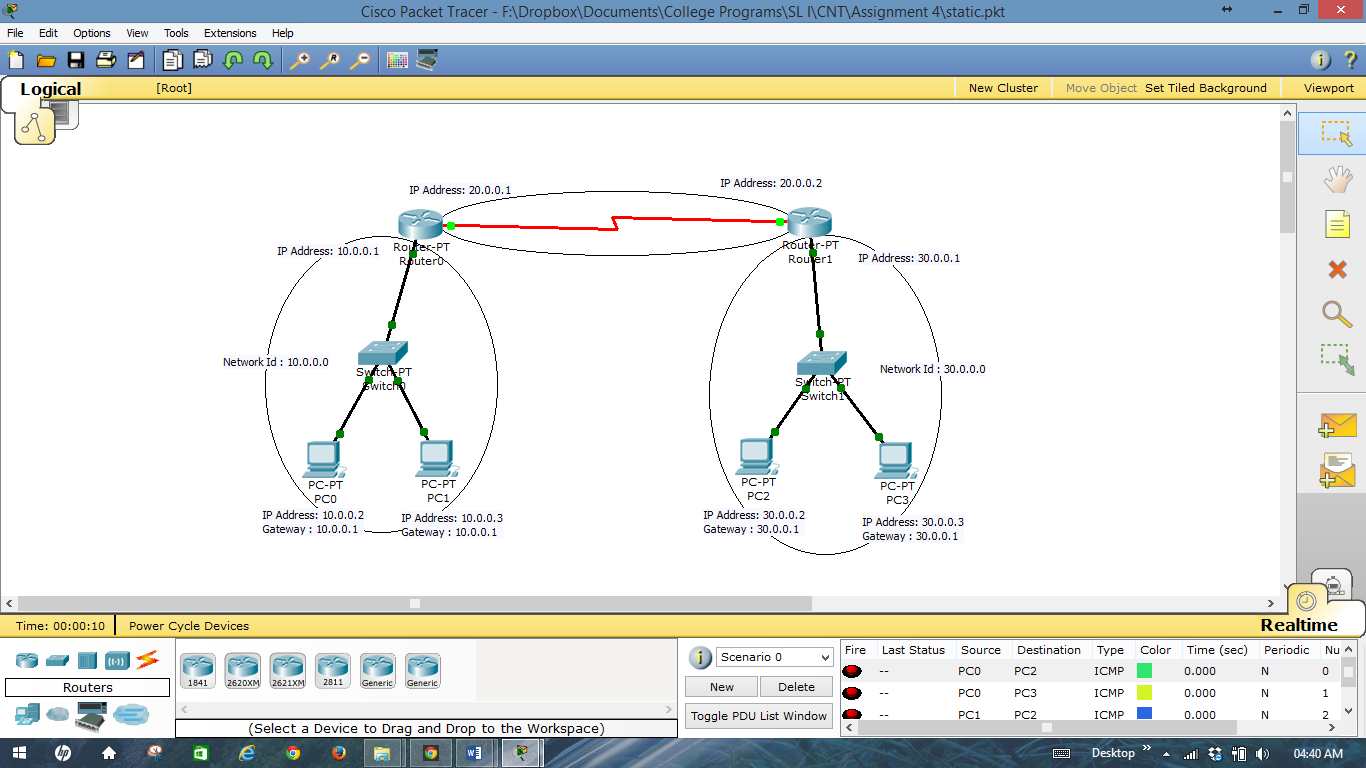 Cisco Packet Tracer - F:\Dropbox\Documents\College Programs\SL I\CNT\Assignment 4\static.pkt
File Edit Options View Tools Extensions Help
Logical
[Root]
New Cluster
Move Object
Set Tiled Background
Viewport
IP Address: 20.0.0.1
IP Address: 20.0.0.2
Router-PT
Router0
Router-PT
Router1
IP Address: 10.0.0.1
IP Address: 30.0.0.1
Network Id : 10.0.0.0
Switch-PT
Switch0
Network Id : 30.0.0.0
Switch-PT
Switch1
PC-PT
PC0
PC-PT
PC1
PC-PT
PC2
PC-PT
PC3
IP Address: 10.0.0.2
Gateway : 10.0.0.1
IP Address: 10.0.0.3
Gateway : 10.0.0.1
IP Address: 30.0.0.2
Gateway : 30.0.0.1
IP Address: 30.0.0.3
Gateway : 30.0.0.1
Time: 00:00:10
Power Cycle Devices
Realtime
Routers
1841 2620XM 2621XM 2811 Generic Generic
(Select a Device to Drag and Drop to the Workspace)
Scenario 0
New Delete
Toggle PDU List Window
Fire Last Status Source Destination Type Color Time (sec) Periodic Nu
-- PC0 PC2 ICMP 0.000 N 0
-- PC0 PC3 ICMP 0.000 N 1
-- PC1 PC2 ICMP 0.000 N 2
Desktop
04:40 AM